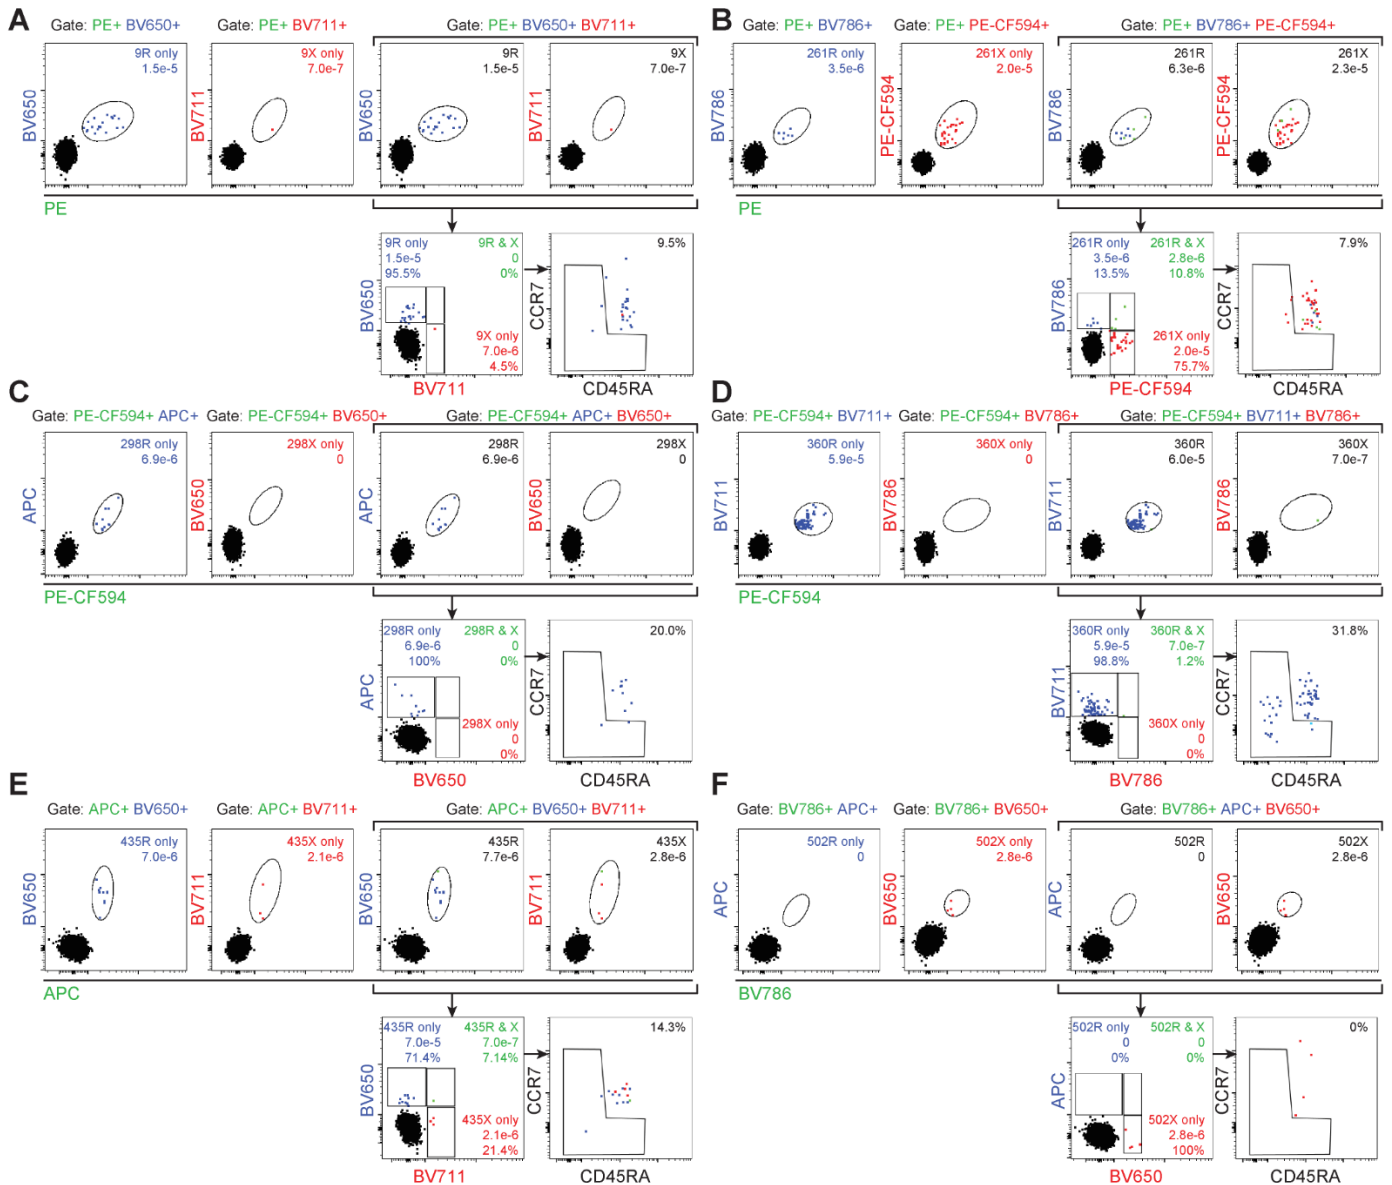 A
Gate: PE+ BV650+
Gate: PE+ BV711+
Gate: PE+ BV650+ BV711+
9R only
1.5e-5
BV650
9X only
7.0e-7
BV711
9R
1.5e-5
BV650
9X
7.0e-7
BV711
PE
9R only
1.5e-5
95.5%
9R & X
0
0%
9X only
7.0e-6
4.5%
BV650
BV711
9.5%
CCR7
CD45RA
B
Gate: PE+ BV786+
Gate: PE+ PE-CF594+
Gate: PE+ BV786+ PE-CF594+
261R only
3.5e-6
BV786
261X only
2.0e-5
PE-CF594
261R
6.3e-6
BV786
261X
2.3e-5
PE-CF594
PE
261R only
3.5e-6
13.5%
261R & X
2.8e-6
10.8%
261X only
2.0e-5
75.7%
BV786
PE-CF594
7.9%
CCR7
CD45RA
C
Gate: PE-CF594+ APC+
Gate: PE-CF594+ BV650+
Gate: PE-CF594+ APC+ BV650+
298R only
6.9e-6
APC
298X only
0
BV650
298R
6.9e-6
APC
298X
0
BV650
PE-CF594
298R only
6.9e-6
100%
298R & X
0
0%
298X only
0
0%
APC
BV650
20.0%
CCR7
CD45RA
D
Gate: PE-CF594+ BV711+
Gate: PE-CF594+ BV786+
Gate: PE-CF594+ BV711+ BV786+
360R only
5.9e-5
BV711
360X only
0
BV786
360R
6.0e-5
BV711
360X
7.0e-7
BV786
PE-CF594
360R only
5.9e-5
98.8%
360R & X
7.0e-7
1.2%
360X only
0
0%
BV711
BV786
31.8%
CCR7
CD45RA
E
Gate: APC+ BV650+
Gate: APC+ BV711+
Gate: APC+ BV650+ BV711+
435R only
7.0e-6
BV650
435X only
2.1e-6
BV711
435R
7.7e-6
BV650
435X
2.8e-6
BV711
APC
435R only
7.0e-5
71.4%
435R & X
7.0e-7
7.14%
435X only
2.1e-6
21.4%
BV650
BV711
14.3%
CCR7
CD45RA
F
Gate: BV786+ APC+
Gate: BV786+ BV650+
Gate: BV786+ APC+ BV650+
502R only
0
APC
502X only
2.8e-6
BV650
502R
0
APC
502X
2.8e-6
BV650
BV786
502R only
0
0%
502R & X
0
0%
502X only
2.8e-6
100%
APC
BV650
0%
CCR7
CD45RA